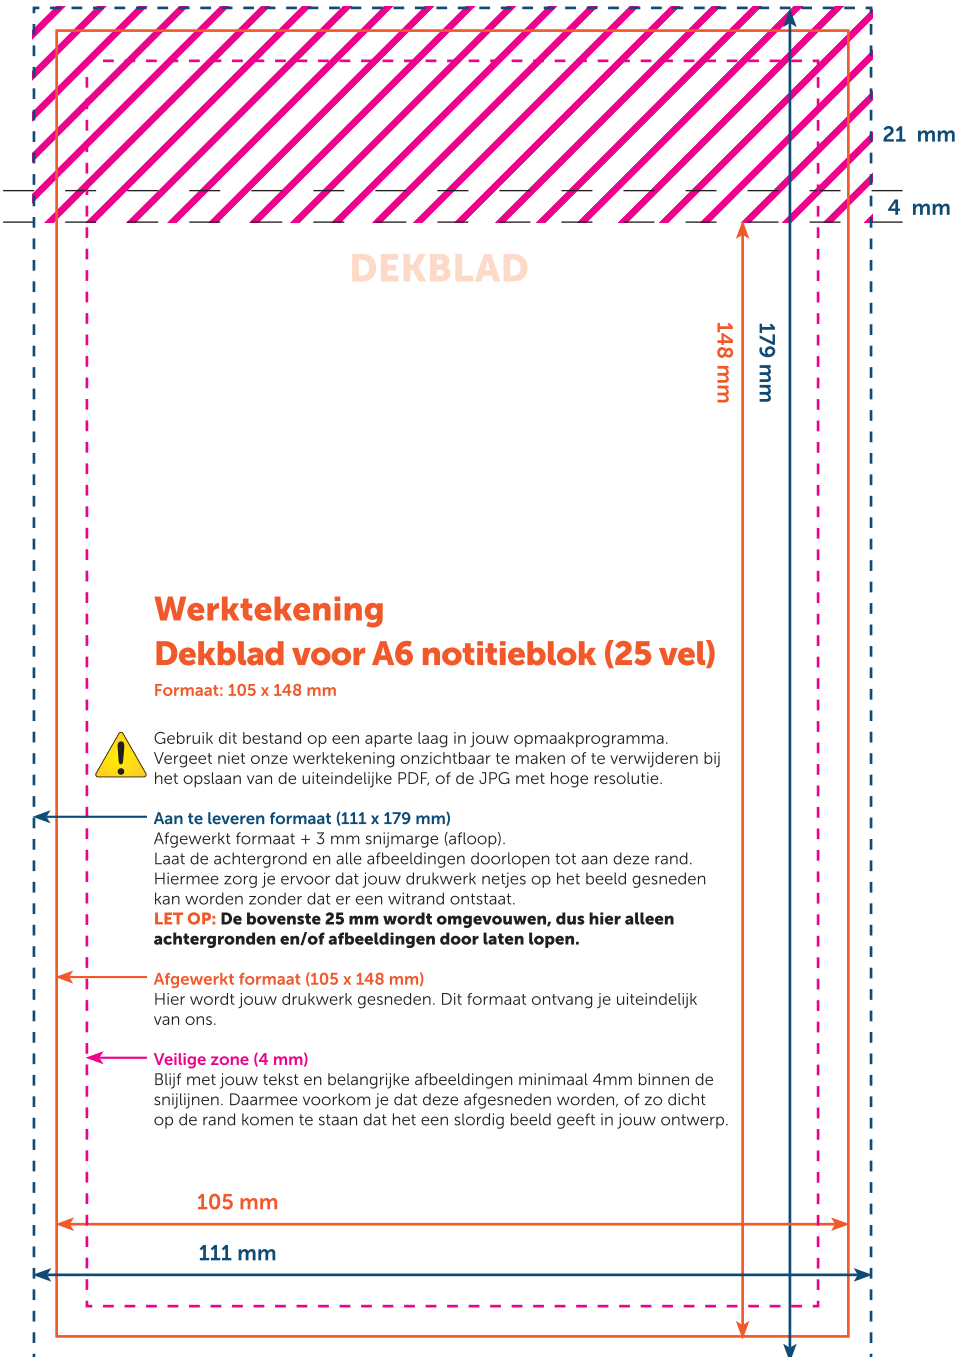 21 mm
4 mm
DEKBLAD
148 mm
179 mm
Werktekening
Dekblad voor A6 notitieblok (25 vel)
Formaat: 105 x 148 mm
Gebruik dit bestand op een aparte laag in jouw opmaakprogramma.
Vergeet niet onze werktekening onzichtbaar te maken of te verwijderen bij
het opslaan van de uiteindelijke PDF, of de JPG met hoge resolutie.
Aan te leveren formaat (111 x 179 mm)
Afgewerkt formaat + 3 mm snijmarge (afloop).
Laat de achtergrond en alle afbeeldingen doorlopen tot aan deze rand.
Hiermee zorg je ervoor dat jouw drukwerk netjes op het beeld gesneden
kan worden zonder dat er een witrand ontstaat.
LET OP: De bovenste 25 mm wordt omgevouwen, dus hier alleen
achtergronden en/of afbeeldingen door laten lopen.
Afgewerkt formaat (105 x 148 mm)
Hier wordt jouw drukwerk gesneden. Dit formaat ontvang je uiteindelijk
van ons.
Veilige zone (4 mm)
Blijf met jouw tekst en belangrijke afbeeldingen minimaal 4mm binnen de
snijlijnen. Daarmee voorkom je dat deze afgesneden worden, of zo dicht
op de rand komen te staan dat het een slordig beeld geeft in jouw ontwerp.
105 mm
111 mm